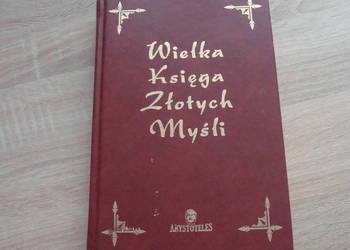 Wielka
Księga
Złotych
Myśli
ARYSTOTELES